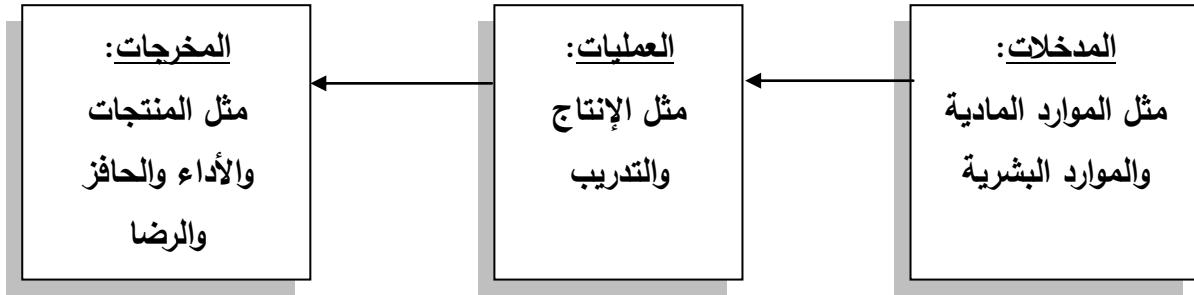 المدخلات:
مثل الموارد المادية
والموارد البشرية
العمليات:
مثل الإنتاج
والتدريب
المخرجات:
مثل المنتجات
والأداء والحافز
والرضا